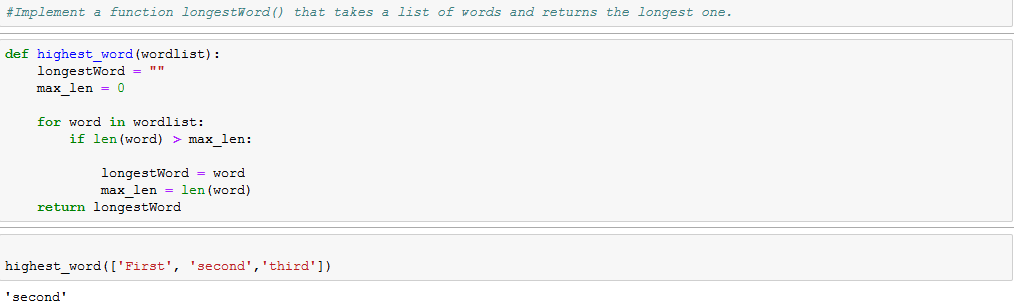 #Implement a function longestWord() that takes a list of words and returns the longest one.
def highest_word(wordlist):
    longestWord = ""
    max_len = 0
    for word in wordlist:
        if len(word) > max_len:
            longestWord = word
            max_len = len(word)
    return longestWord
highest_word(['First', 'second','third'])
'second'